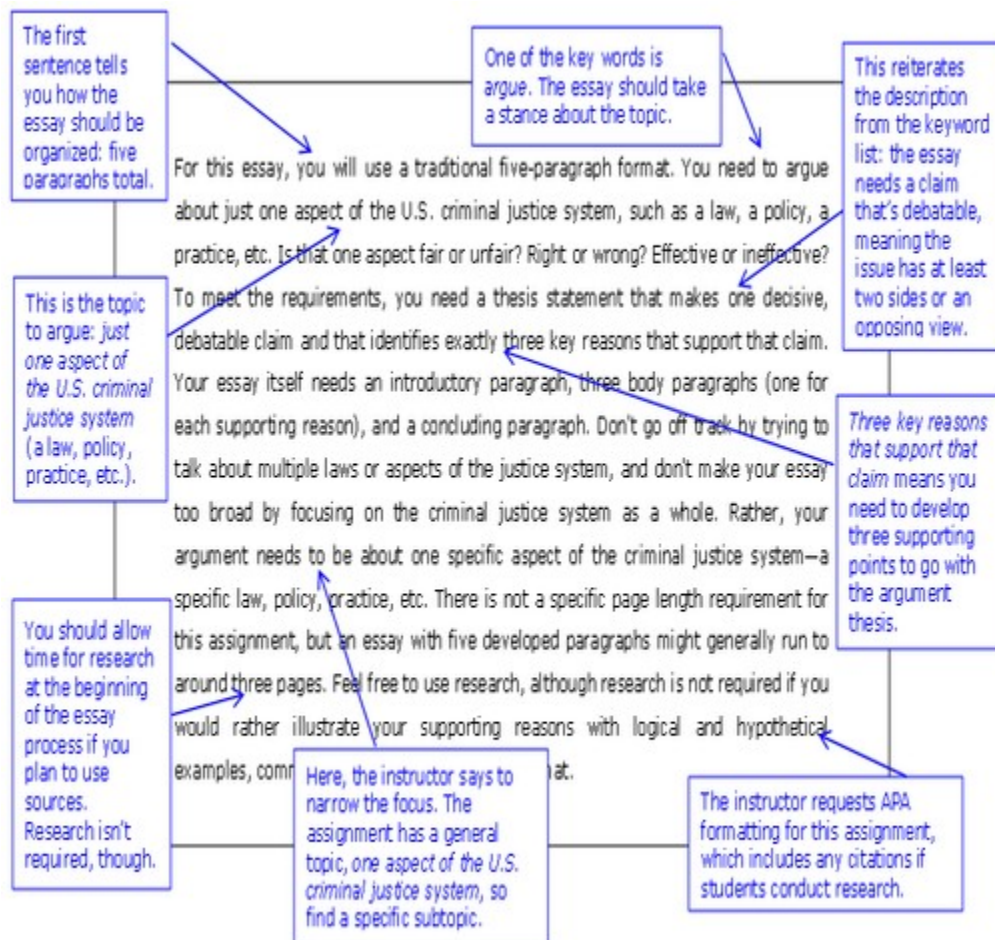 The first
sentence tells
you how the
essay should be
organized: five
paragraphs total.
One of the key words is
argue. The essay should take
a stance about the topic.
This reiterates
the description
from the keyword
list: the essay
needs a claim
that's debatable,
meaning the
issue has at least
two sides or an
opposing view.
For this essay, you will use a traditional five-paragraph format. You need to argue
about just one aspect of the U.S. criminal justice system, such as a law, a policy, a
practice, etc. Is that one aspect fair or unfair? Right or wrong? Effective or ineffective?
To meet the requirements, you need a thesis statement that makes one decisive,
debatable claim and that identifies exactly three key reasons that support that claim.
Your essay itself needs an introductory paragraph, three body paragraphs (one for
each supporting reason), and a concluding paragraph. Don't go off track by trying to
talk about multiple laws or aspects of the justice system, and don't make your essay
too broad by focusing on the criminal justice system as a whole. Rather, your
argument needs to be about one specific aspect of the criminal justice system—a
specific law, policy, practice, etc. There is not a specific page length requirement for
this assignment, but an essay with five developed paragraphs might generally run to
around three pages. Feel free to use research, although research is not required if you
would rather illustrate your supporting reasons with logical and hypothetical
examples,
This is the topic
to argue: just
one aspect of
the U.S. criminal
justice system
(a law, policy,
practice, etc.).
Three key reasons
that support that
claim means you
need to develop
three supporting
points to go with
the argument
thesis.
You should allow
time for research
at the beginning
of the essay
process if you
plan to use
sources.
Research isn't
required, though.
Here, the instructor says to
narrow the focus. The
assignment has a general
topic, one aspect of the U.S.
criminal justice system, so
find a specific subtopic.
The instructor requests APA
formatting for this assignment,
which includes any citations if
students conduct research.